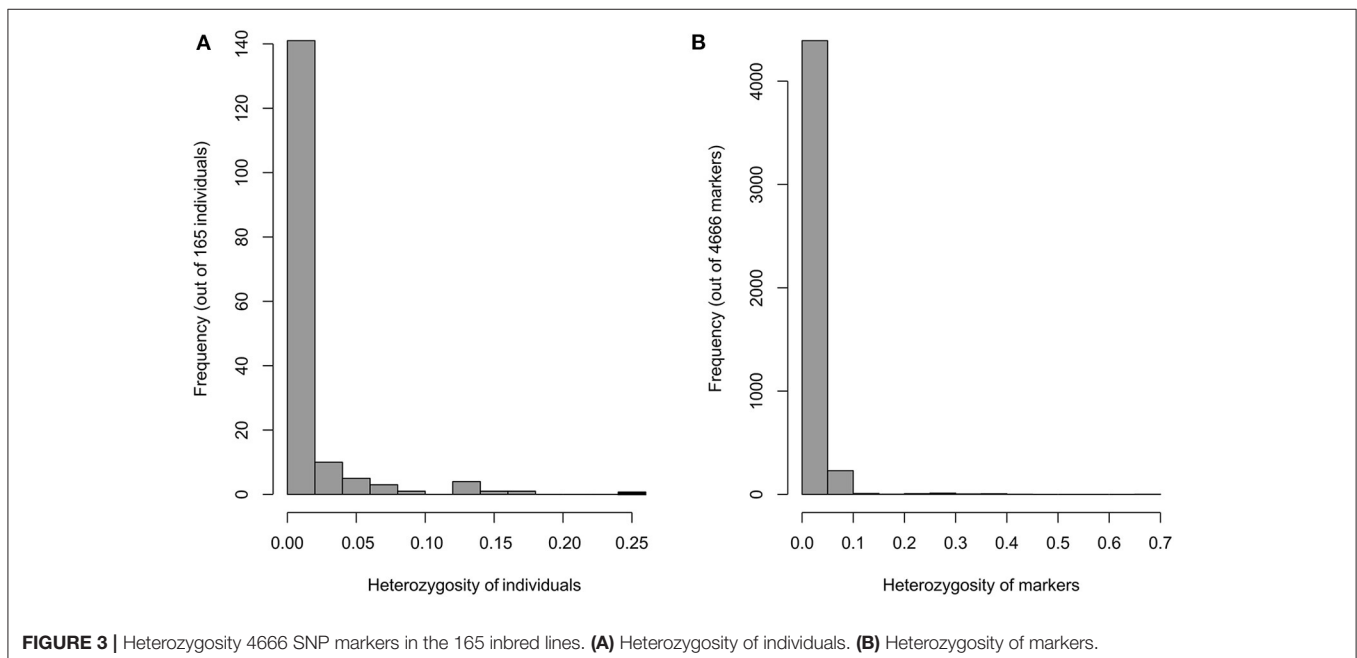 A
Frequency (out of 165 individuals)
140
120
100
80
60
40
20
0
0.00 0.05 0.10 0.15 0.20 0.25
Heterozygosity of individuals
B
Frequency (out of 4666 markers)
4000
3000
2000
1000
0
0.0 0.1 0.2 0.3 0.4 0.5 0.6 0.7
Heterozygosity of markers
FIGURE 3 | Heterozygosity 4666 SNP markers in the 165 inbred lines. (A) Heterozygosity of individuals. (B) Heterozygosity of markers.